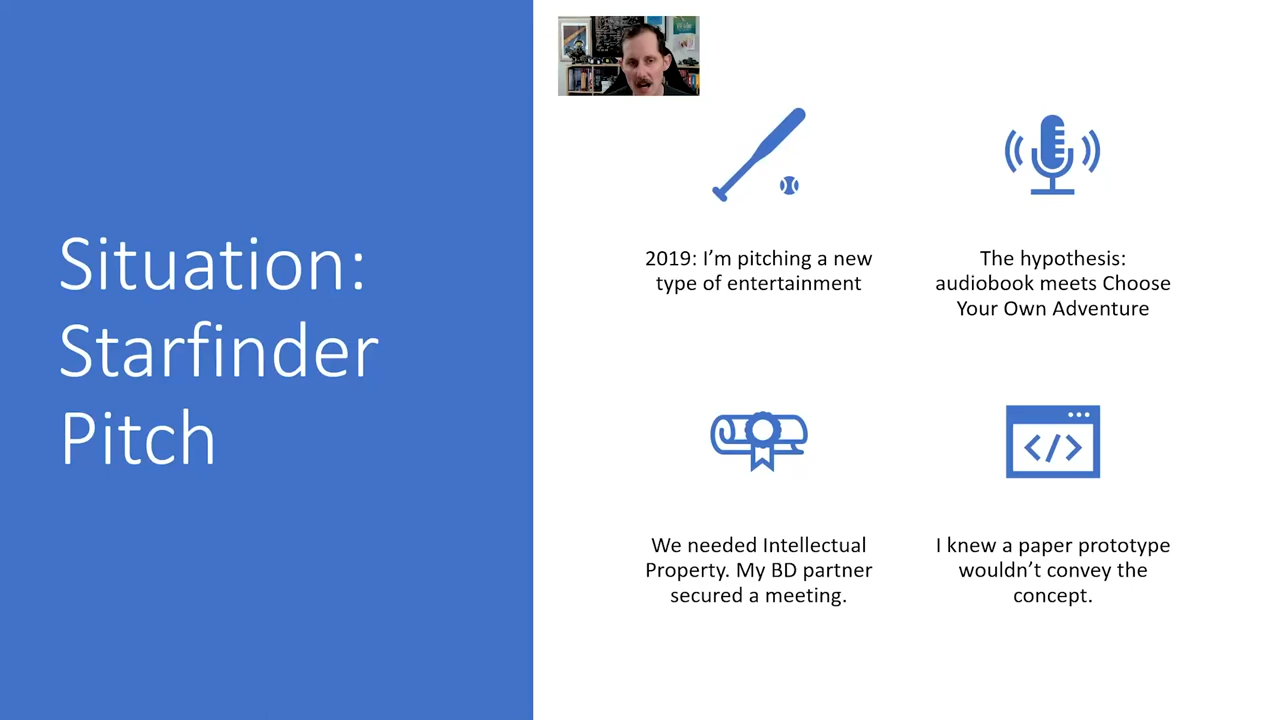 Situation:
Starfinder
Pitch
2019: I’m pitching a new
type of entertainment
The hypothesis:
audiobook meets Choose
Your Own Adventure
</>
We needed Intellectual
Property. My BD partner
secured a meeting.
I knew a paper prototype
wouldn’t convey the
concept.